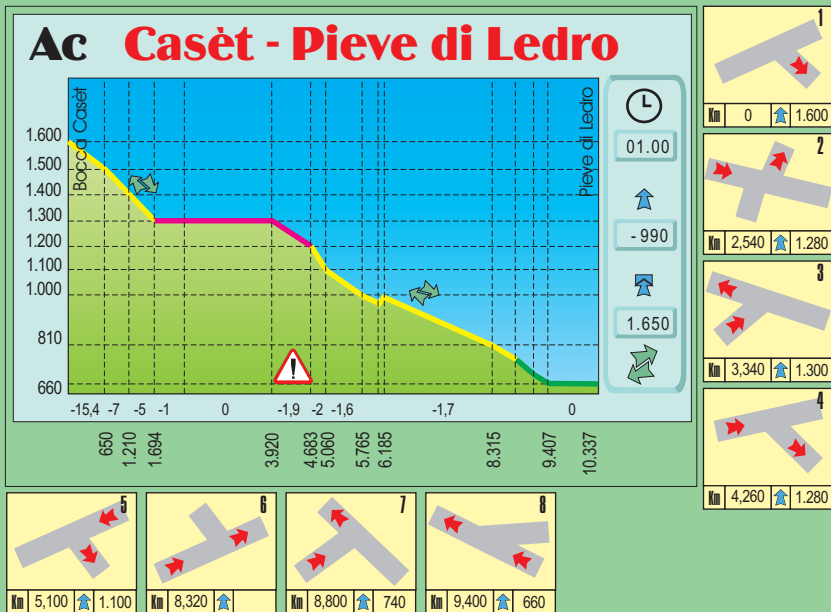 Ac Casèt - Pieve di Ledro
Bocca Casèt
Pieve di Ledro
1.600
1.500
1.400
1.300
1.200
1.100
1.000
810
660
!
-15,4 -7 -5 -1 0 -1,9 -2 -1,6 -1,7 0
650 1.210 1.694 3.920 4.683 5.060 5.765 6.185 8.315 9.407 10.337
01.00
-990
1.650
1
Km 0 1.600
2
Km 2,540 1.280
3
Km 3,340 1.300
4
Km 4,260 1.280
5
Km 5,100 1.100
6
Km 8,320
7
Km 8,800 740
8
Km 9,400 660